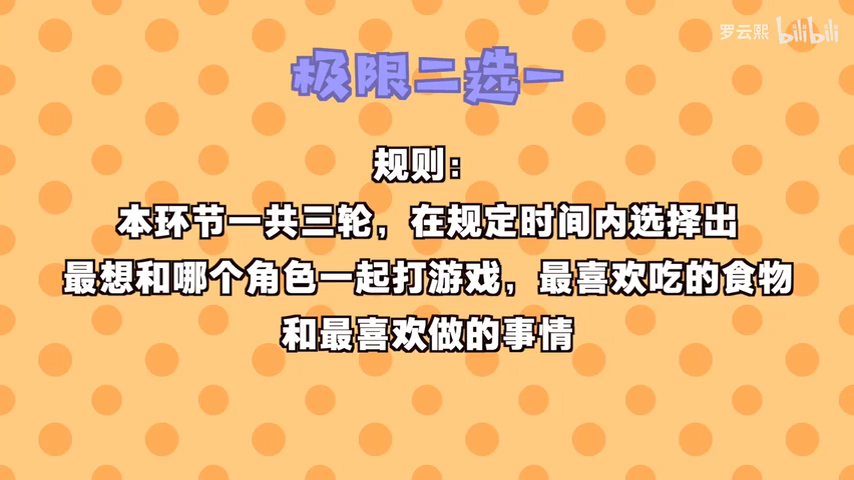 罗云熙 bilibili
极限二选一
规则：
本环节一共三轮，在规定时间内选择出
最想和哪个角色一起打游戏，最喜欢吃的食物
和最喜欢做的事情